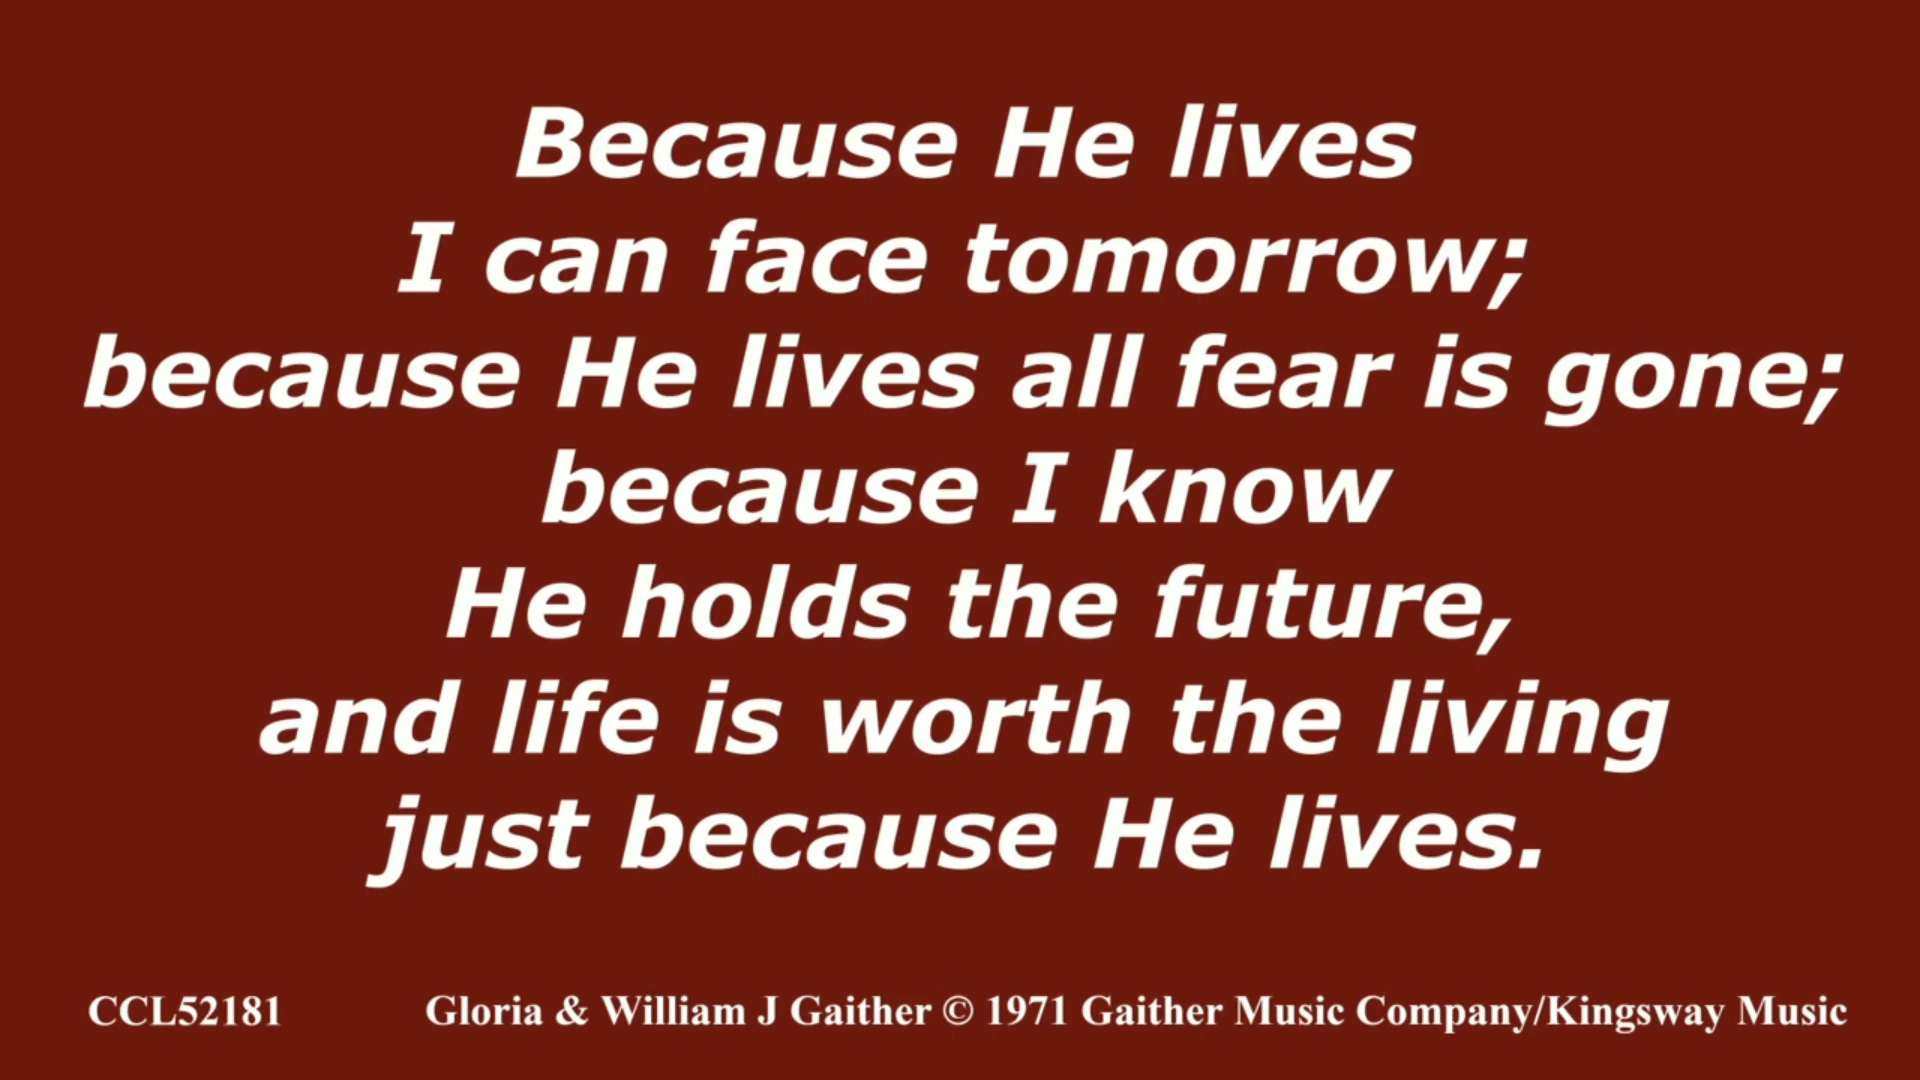 Because He lives
I can face tomorrow;
because He lives all fear is gone;
because I know
He holds the future,
and life is worth the living
just because He lives.
CCL52181 Gloria & William J Gaither © 1971 Gaither Music Company/Kingsway Music